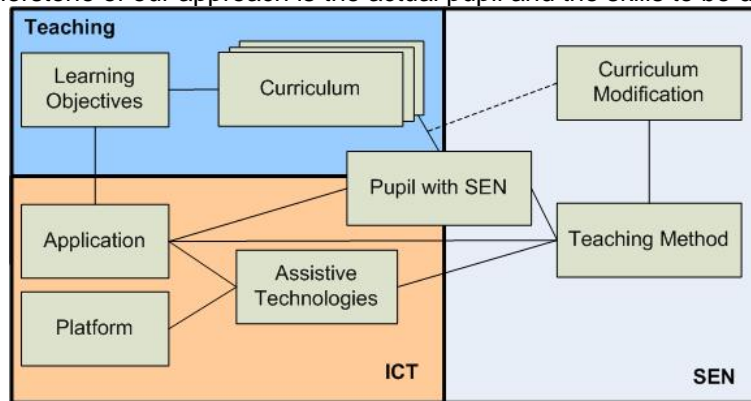 of our approach is the actual pupil and the skills to be
Teaching
Learning
Objectives
Curriculum
Curriculum
Modification
Pupil with SEN
Application
Teaching Method
Assistive
Technologies
Platform
ICT
SEN